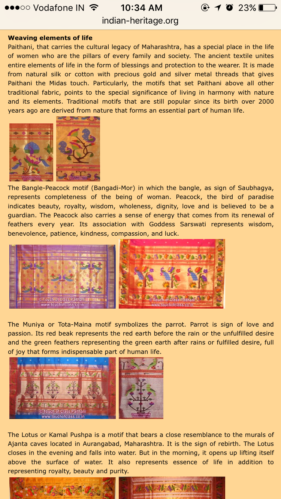 Vodafone IN 10:34 AM 23%
indian-heritage.org
Weaving elements of life
Paithani, that carries the cultural legacy of Maharashtra, has a special place in the life
of women who are the pillars of every family and society. The ancient textile unites
entire elements of life in the form of blessings and protection to the wearer. It is made
from natural silk or cotton with precious gold and silver metal threads that gives
Paithani the Midas touch. Particularly, the motifs that set Paithani above all other
traditional fabric, points to the special significance of living in harmony with nature
and its elements. Traditional motifs that are still popular since its birth over 2000
years ago are derived from nature that forms an essential part of human life.
The Bangle-Peacock motif (Bangadi-Mor) in which the bangle, as sign of Saubhagya,
represents completeness of the being of woman. Peacock, the bird of paradise
indicates beauty, royalty, wisdom, wholeness, dignity, love and is believed to be a
guardian. The Peacock also carries a sense of energy that comes from its renewal of
feathers every year. Its association with Goddess Sarswati represents wisdom,
benevolence, patience, kindness, compassion, and luck.
The Muniya or Tota-Maina motif symbolizes the parrot. Parrot is sign of love and
passion. Its red beak represents the red earth before the rain or the unfulfilled desire
and the green feathers representing the green earth after rains or fulfilled desire, full
of joy that forms indispensable part of human life.
The Lotus or Kamal Pushpa is a motif that bears a close resemblance to the murals of
Ajanta caves located in Aurangabad, Maharashtra. It is the sign of rebirth. The Lotus
closes in the evening and falls into water. But in the morning, it opens up lifting itself
above the surface of water. It also represents essence of life in addition to
representing royalty, beauty and purity.